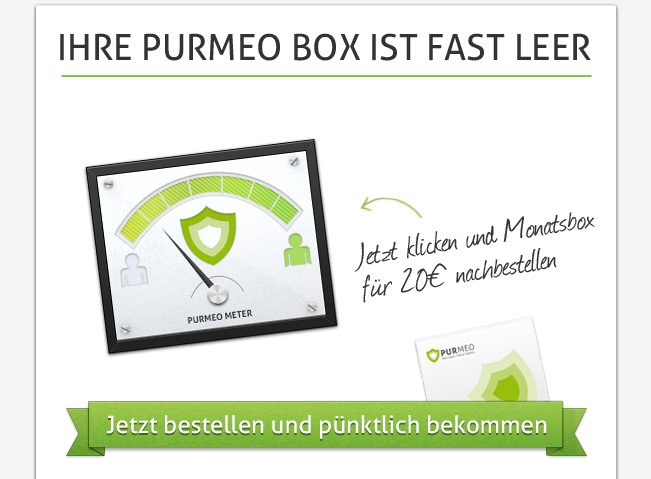 IHRE PURMEO BOX IST FAST LEER
Jetzt klicken und Monatsbox
für 20€ nachbestellen
PURMEO METER
PURMEO
Jetzt bestellen und pünktlich bekommen